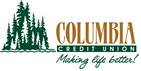 COLUMBIA
CREDIT UNION
Making life better!